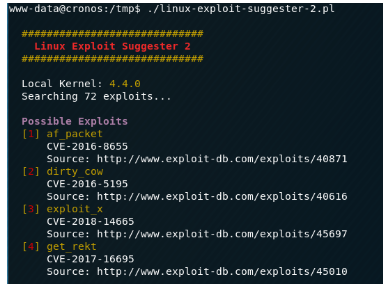 www-data@cronos:/tmp$ ./linux-exploit-suggester-2.pl
#############################
Linux Exploit Suggester 2
#############################
Local Kernel: 4.4.0
Searching 72 exploits...
Possible Exploits
[1] af_packet
CVE-2016-8655
Source: http://www.exploit-db.com/exploits/40871
[2] dirty_cow
CVE-2016-5195
Source: http://www.exploit-db.com/exploits/40616
[3] exploit_x
CVE-2018-14665
Source: http://www.exploit-db.com/exploits/45697
[4] get_rekt
CVE-2017-16695
Source: http://www.exploit-db.com/exploits/45010